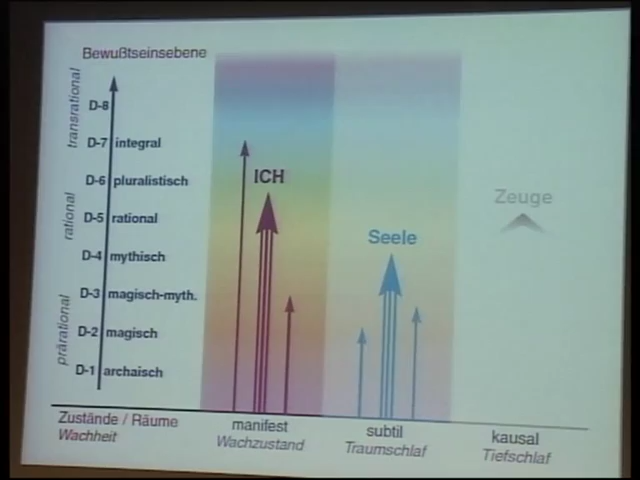 Bewußtseinsebene
transrational
rational
prärational
D-8
D-7 integral
D-6 pluralistisch
D-5 rational
D-4 mythisch
D-3 magisch-myth.
D-2 magisch
D-1 archaisch
ICH
Seele
Zeuge
Zustände / Räume
Wachheit
manifest
Wachzustand
subtil
Traumschlaf
kausal
Tiefschlaf